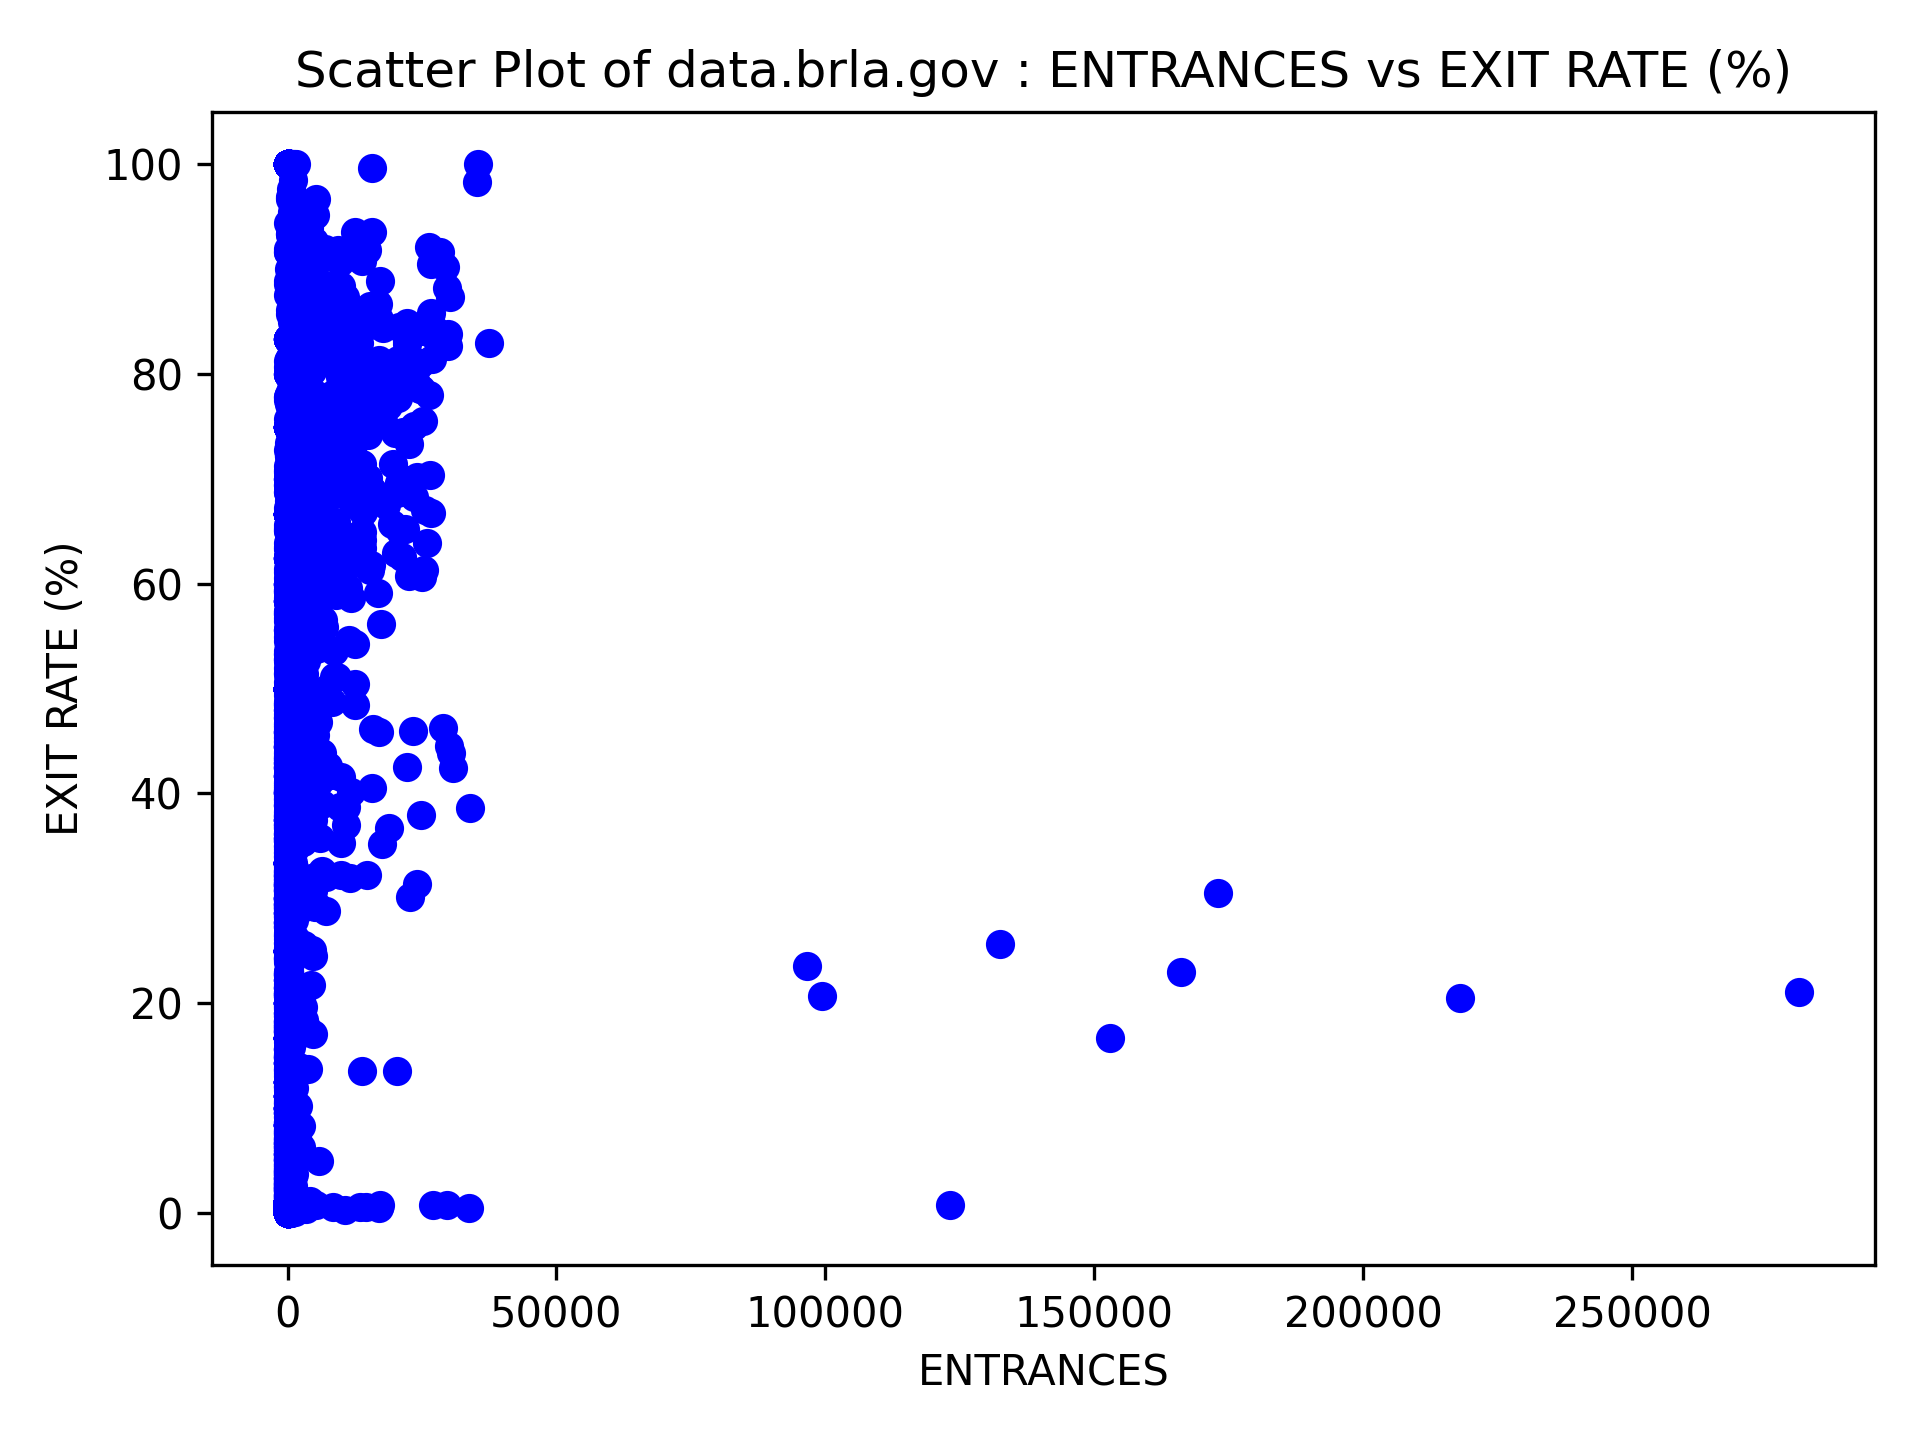 Scatter Plot of data.brla.gov : ENTRANCES vs EXIT RATE (%)
EXIT RATE (%)
100
80
60
40
20
0
0 50000 100000 150000 200000 250000
ENTRANCES